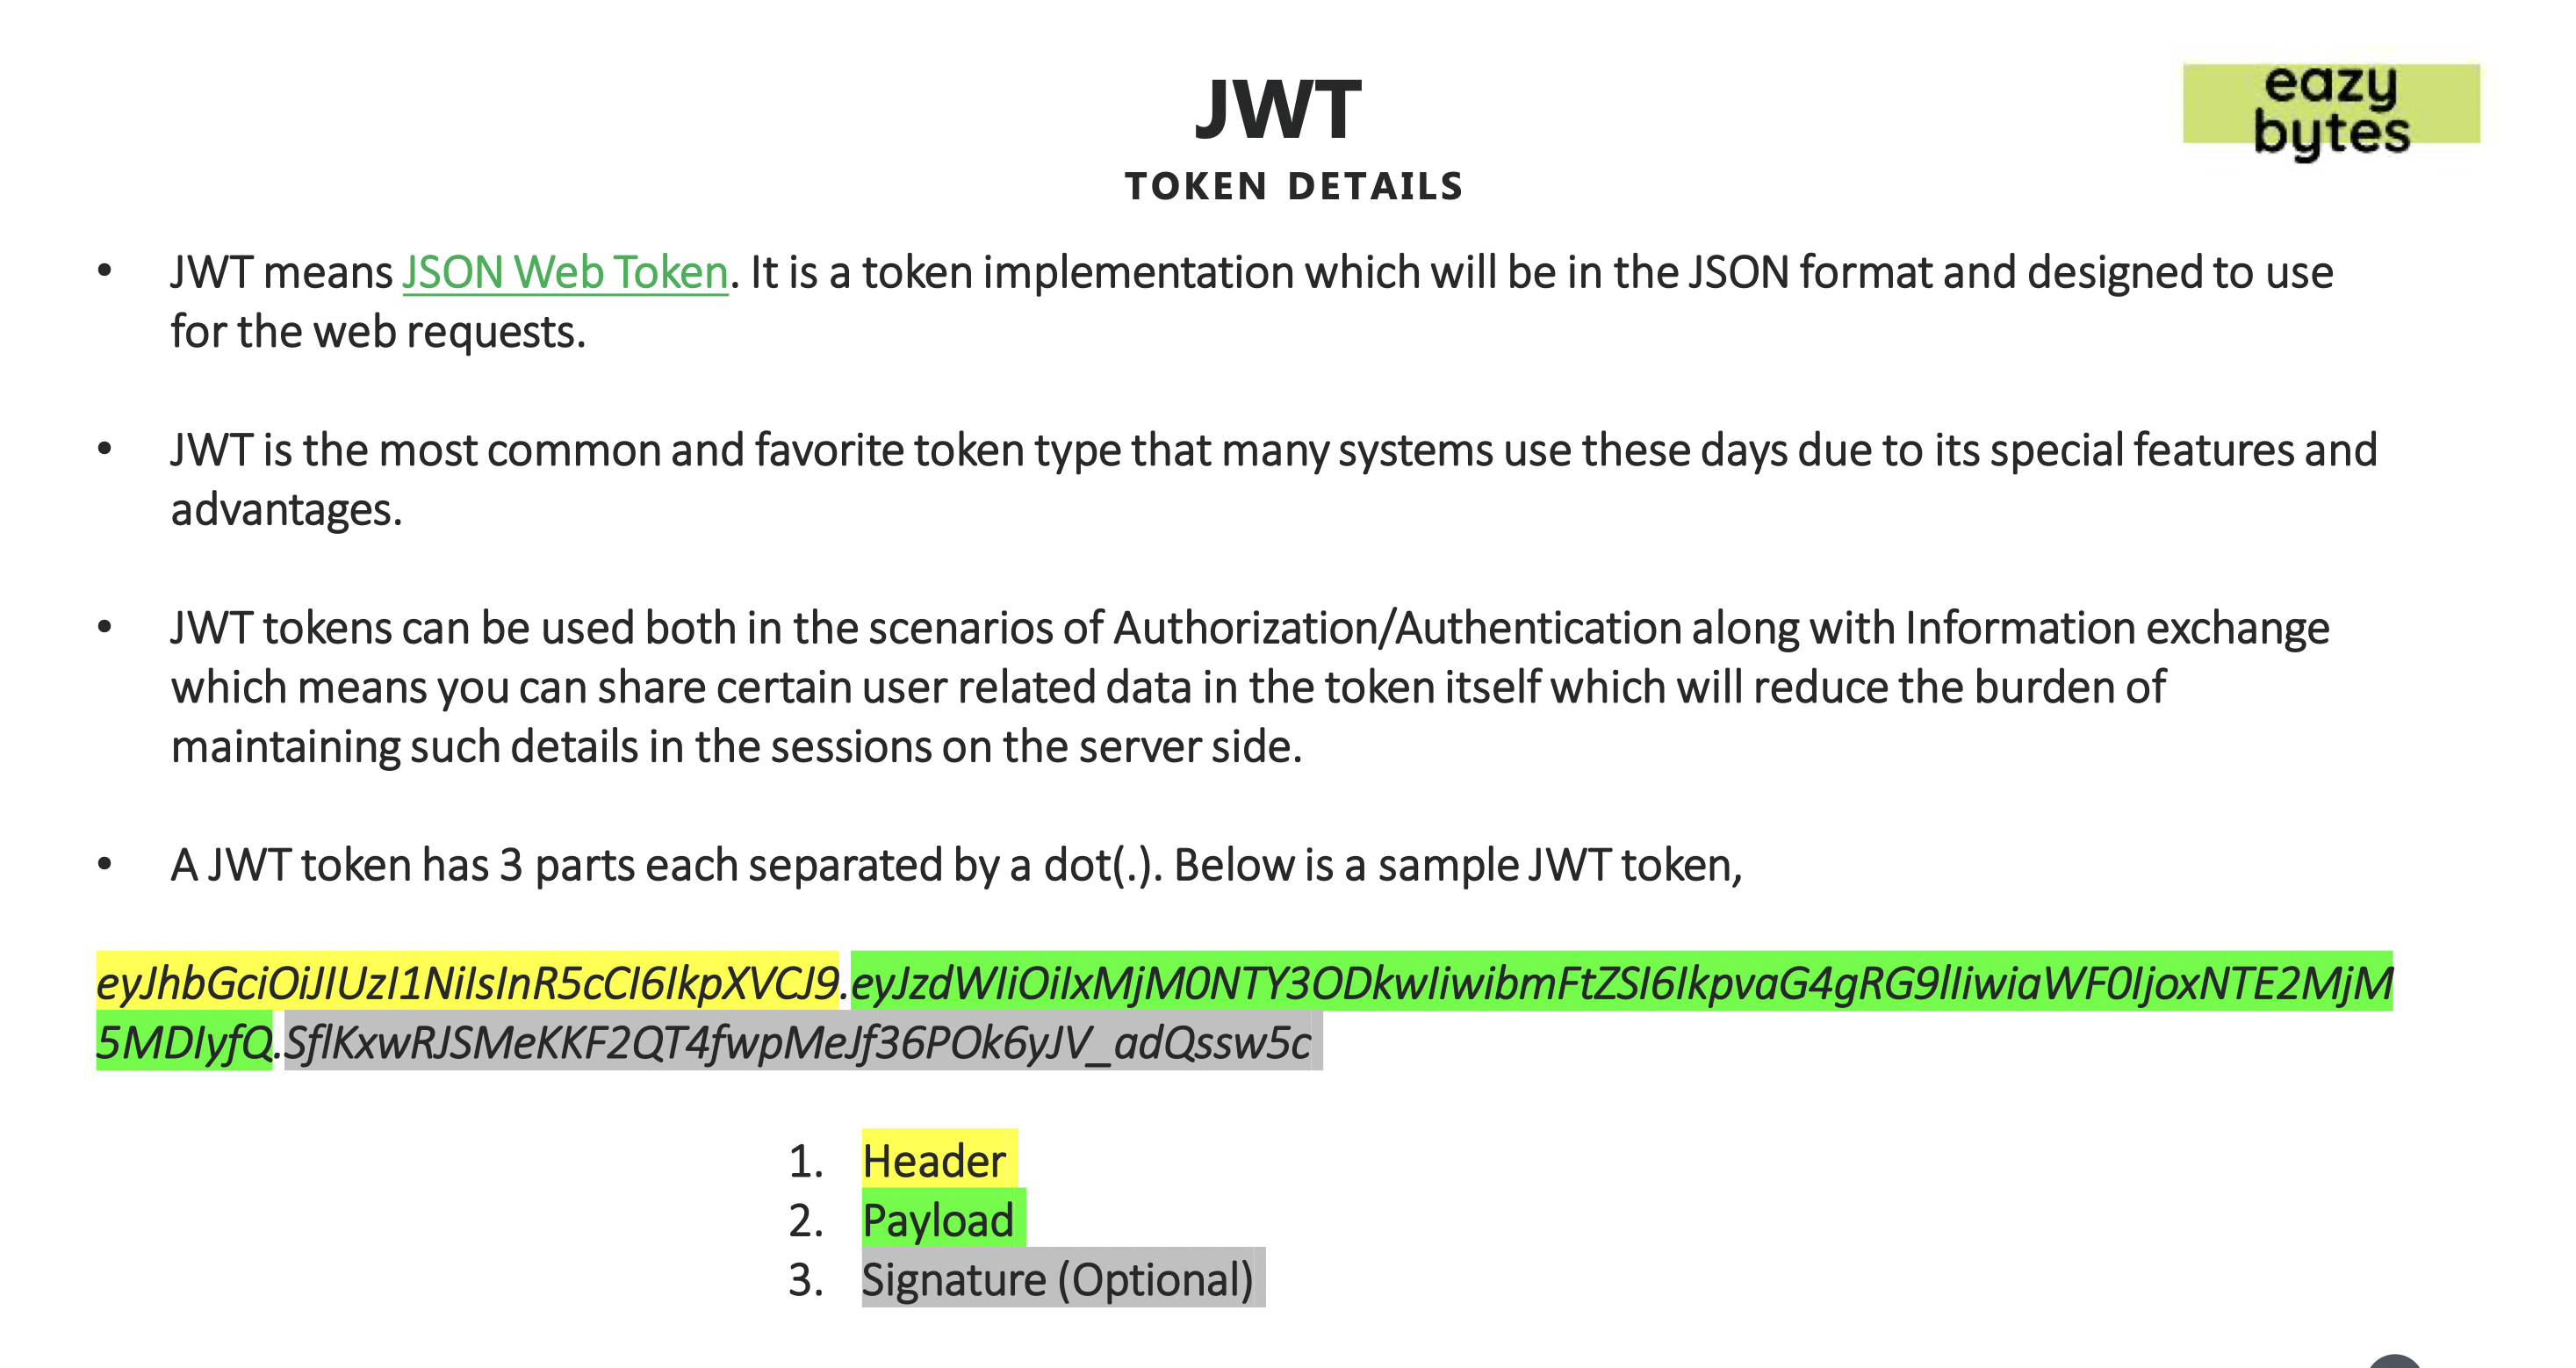 JWT
eazy
bytes
TOKEN DETAILS
• JWT means JSON Web Token. It is a token implementation which will be in the JSON format and designed to use
for the web requests.
• JWT is the most common and favorite token type that many systems use these days due to its special features and
advantages.
• JWT tokens can be used both in the scenarios of Authorization/Authentication along with Information exchange
which means you can share certain user related data in the token itself which will reduce the burden of
maintaining such details in the sessions on the server side.
• A JWT token has 3 parts each separated by a dot(.). Below is a sample JWT token,
eyJhbGciOiJIUzI1NiIsInR5cCI6IkpXVCJ9.eyJzdWIiOiIxMjM0NTY3ODkwIiwibmFtZSI6IkpvaG4gRG9lIiwiaWF0IjoxNTE2MjM
5MDIyfQ.SflKxwRJSMeKKF2QT4fwpMeJf36POk6yJV_adQssw5c
1. Header
2. Payload
3. Signature (Optional)